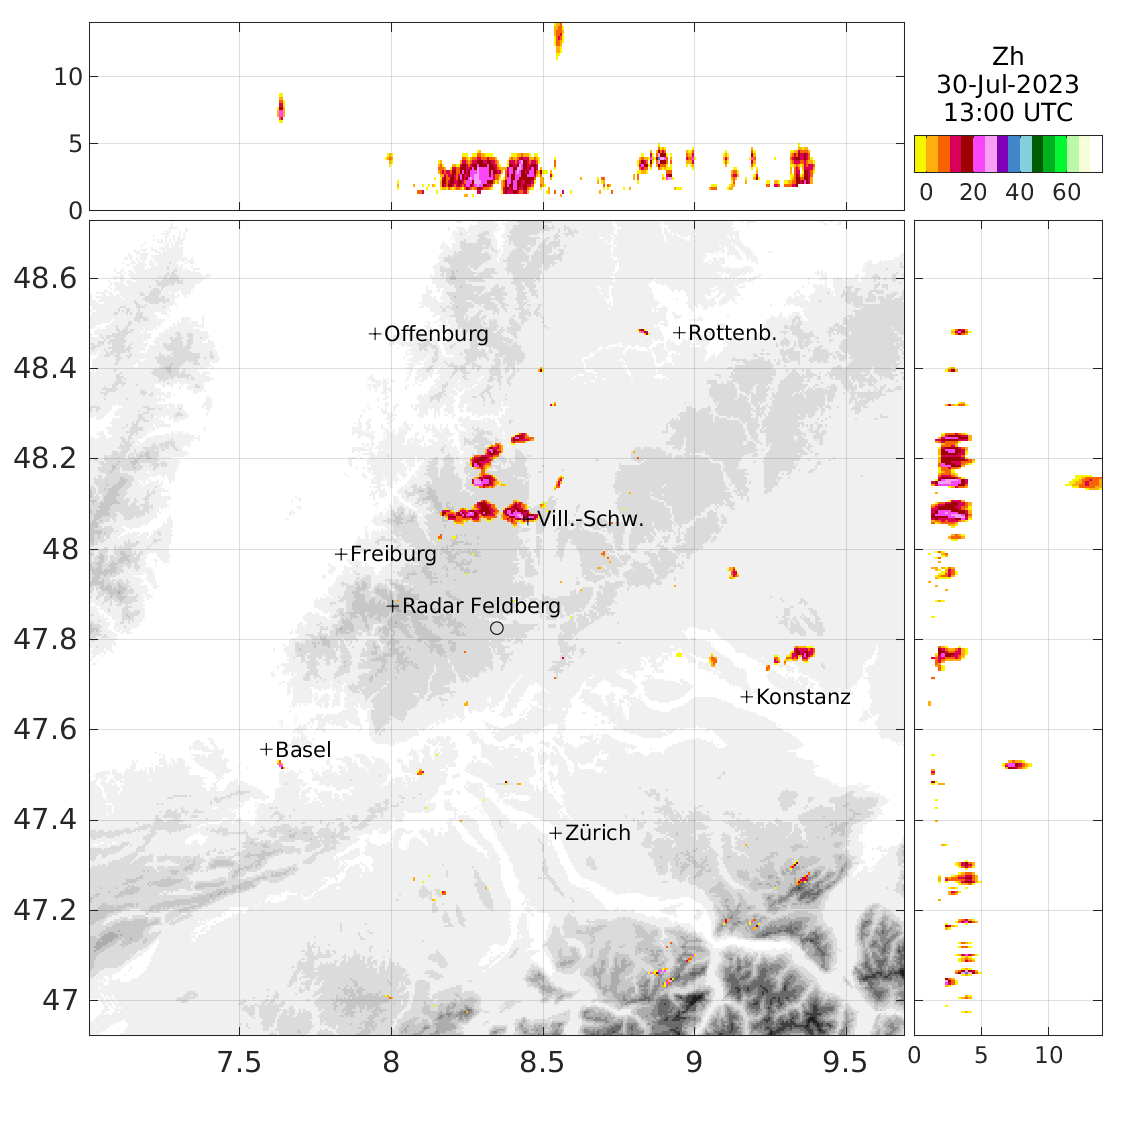 Zh
30-Jul-2023
13:00 UTC
0 20 40 60
10
5
0
48.6
48.4
48.2
48
47.8
47.6
47.4
47.2
47
Offenburg
Rottenb.
Vill.-Schw.
Freiburg
Radar Feldberg
Konstanz
Basel
Zürich
7.5 8 8.5 9 9.5
0 5 10